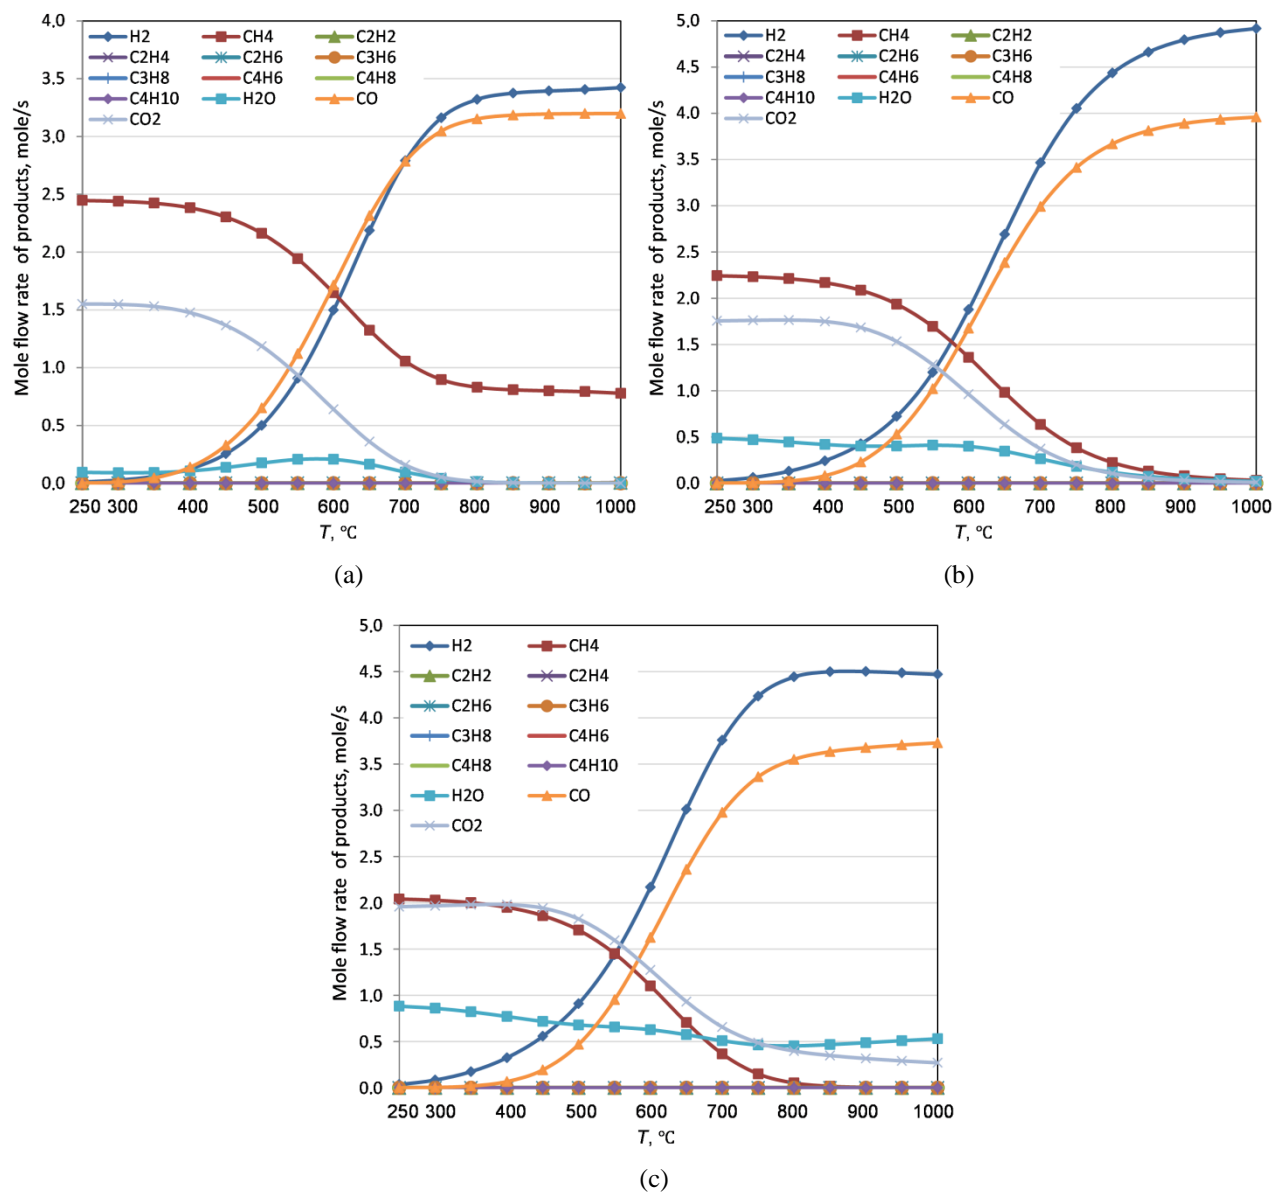 4.0
3.5
3.0
2.5
2.0
1.5
1.0
0.5
0.0
Mole flow rate of products, mole/s
H2 CH4 C2H2
C2H4 C2H6 C3H6
C3H8 C4H6 C4H8
C4H10 H2O CO
CO2
250 300 400 500 600 700 800 900 1000
T, °C
(a)
5.0
4.5
4.0
3.5
3.0
2.5
2.0
1.5
1.0
0.5
0.0
Mole flow rate of products, mole/s
H2 CH4 C2H2
C2H4 C2H6 C3H6
C3H8 C4H6 C4H8
C4H10 H2O CO
CO2
250 300 400 500 600 700 800 900 1000
T, °C
(b)
5.0
4.5
4.0
3.5
3.0
2.5
2.0
1.5
1.0
0.5
0.0
Mole flow rate of products, mole/s
H2 CH4
C2H2 C2H4
C2H6 C3H6
C3H8 C4H6
C4H8 C4H10
H2O CO
CO2
250 300 400 500 600 700 800 900 1000
T, °C
(c)